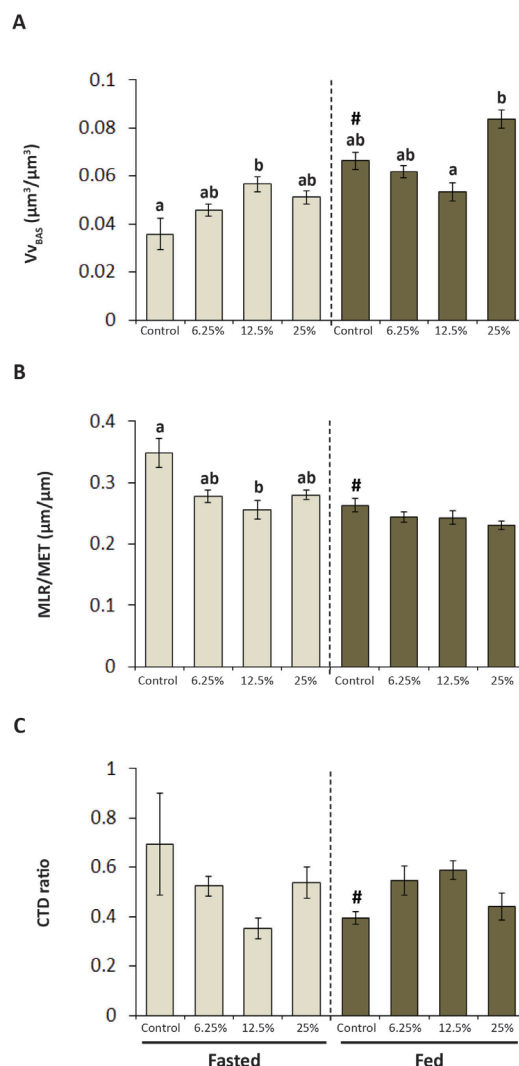 A
0.1
0.08
0.06
0.04
0.02
0
Vv_BAS (µm³/µm³)
a
ab
b
ab
#
ab
ab
a
b
Control 6.25% 12.5% 25% Control 6.25% 12.5% 25%
B
0.4
0.3
0.2
0.1
0
MLR/MET (µm/µm)
a
ab
b
ab
#
Control 6.25% 12.5% 25% Control 6.25% 12.5% 25%
C
1
0.8
0.6
0.4
0.2
0
CTD ratio
#
Control 6.25% 12.5% 25% Control 6.25% 12.5% 25%
Fasted Fed